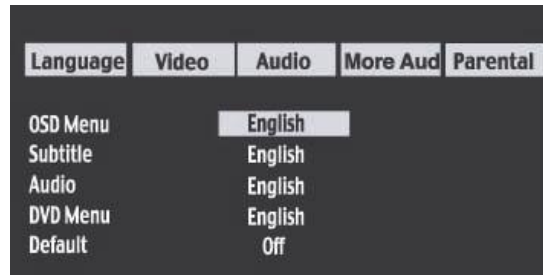 Language Video Audio More Aud Parental
OSD Menu English
Subtitle English
Audio English
DVD Menu English
Default Off